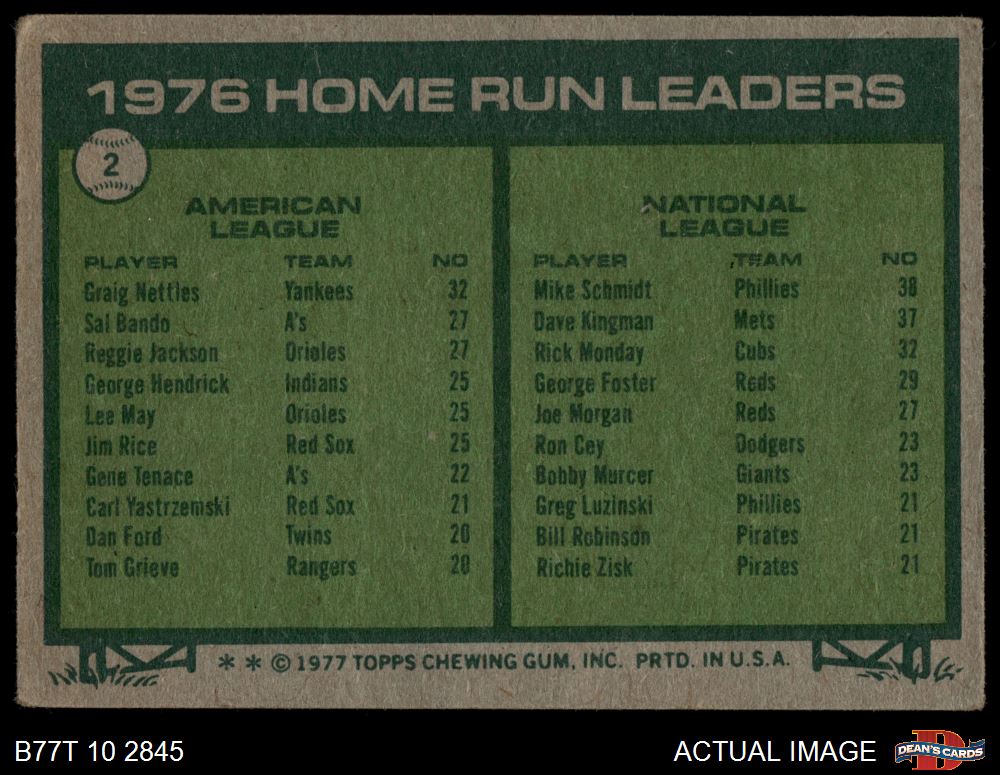 1976 HOME RUN LEADERS
2
AMERICAN
LEAGUE
PLAYER TEAM NO
Graig Nettles Yankees 32
Sal Bando A's 27
Reggie Jackson Orioles 27
George Hendrick Indians 25
Lee May Orioles 25
Jim Rice Red Sox 25
Gene Tenace A's 22
Carl Yastrzemski Red Sox 21
Dan Ford Twins 20
Tom Grieve Rangers 20
NATIONAL
LEAGUE
PLAYER TEAM NO
Mike Schmidt Phillies 38
Dave Kingman Mets 37
Rick Monday Cubs 32
George Foster Reds 29
Joe Morgan Reds 27
Ron Cey Dodgers 23
Bobby Murcer Giants 23
Greg Luzinski Phillies 21
Bill Robinson Pirates 21
Richie Zisk Pirates 21
* * © 1977 TOPPS CHEWING GUM, INC. PRTD. IN U.S.A.
B77T 10 2845
ACTUAL IMAGE
D
DEAN'S CARDS